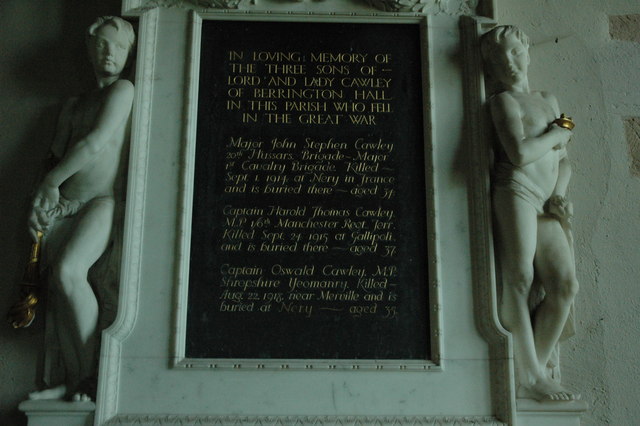 IN LOVING MEMORY OF
THE THREE SONS OF –
LORD AND LADY CAWLEY
OF BERRINGTON HALL
IN THIS PARISH WHO FELL
IN THE GREAT WAR
Major John Stephen Cawley
20th Hussars. Brigade-Major
1st Cavalry Brigade. Killed –
Sept. 1. 1914. at Nery in France
and is buried there — aged 34.
Captain Harold Thomas Cawley.
M.P. 1/6th Manchester Regt. Terr.
Killed Sept. 24. 1915 at Gallipoli.
and is buried there — aged 37.
Captain Oswald Cawley, M.P.
Shropshire Yeomanry. Killed –
Aug. 22. 1918. near Merville and is
buried at Nery — aged 35.